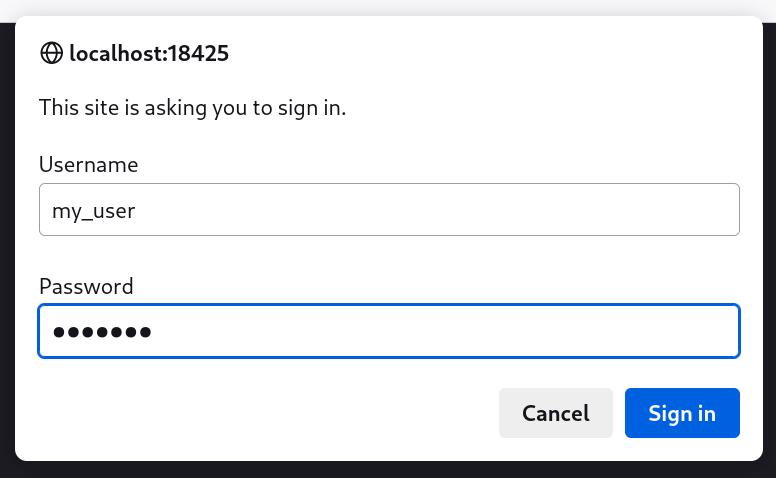 localhost:18425
This site is asking you to sign in.
Username
my_user
Password
•••••••
Cancel Sign in